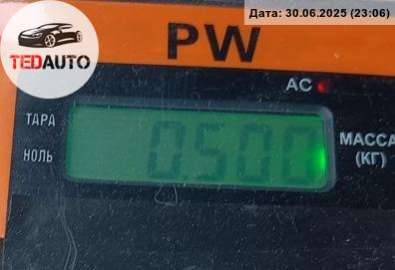 Дата: 30.06.2025 (23:06)
TEDAUTO
PW
AC
ТАРА
НОЛЬ
0.500
МАССА
(КГ)